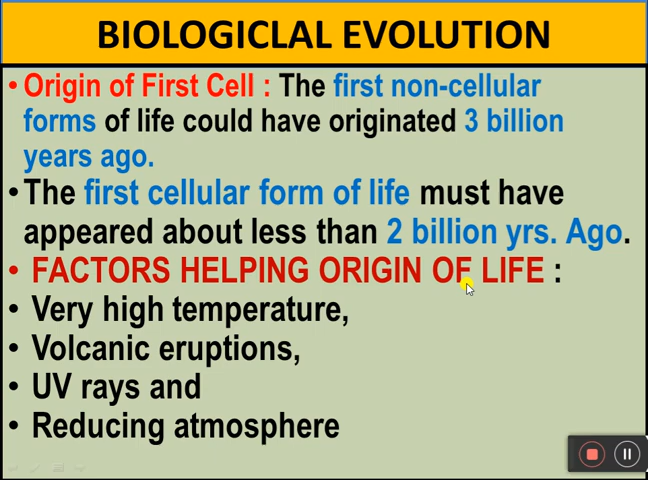 BIOLOGICLAL EVOLUTION
• Origin of First Cell : The first non-cellular
forms of life could have originated 3 billion
years ago.
• The first cellular form of life must have
appeared about less than 2 billion yrs. Ago.
• FACTORS HELPING ORIGIN OF LIFE :
• Very high temperature,
• Volcanic eruptions,
• UV rays and
• Reducing atmosphere